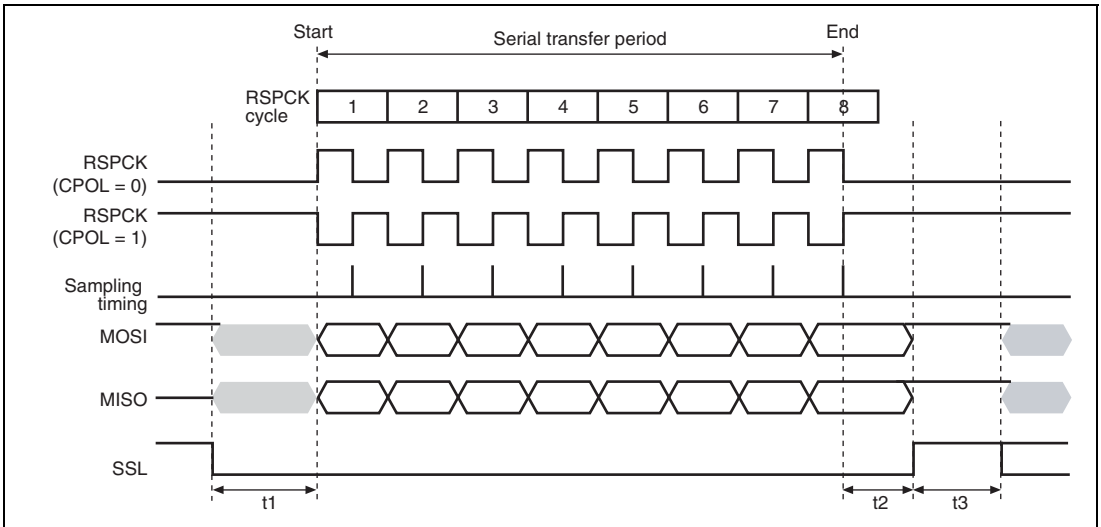 Start
End
Serial transfer period
RSPCK
cycle
1 2 3 4 5 6 7 8
RSPCK
(CPOL = 0)
RSPCK
(CPOL = 1)
Sampling
timing
MOSI
MISO
SSL
t1
t2
t3